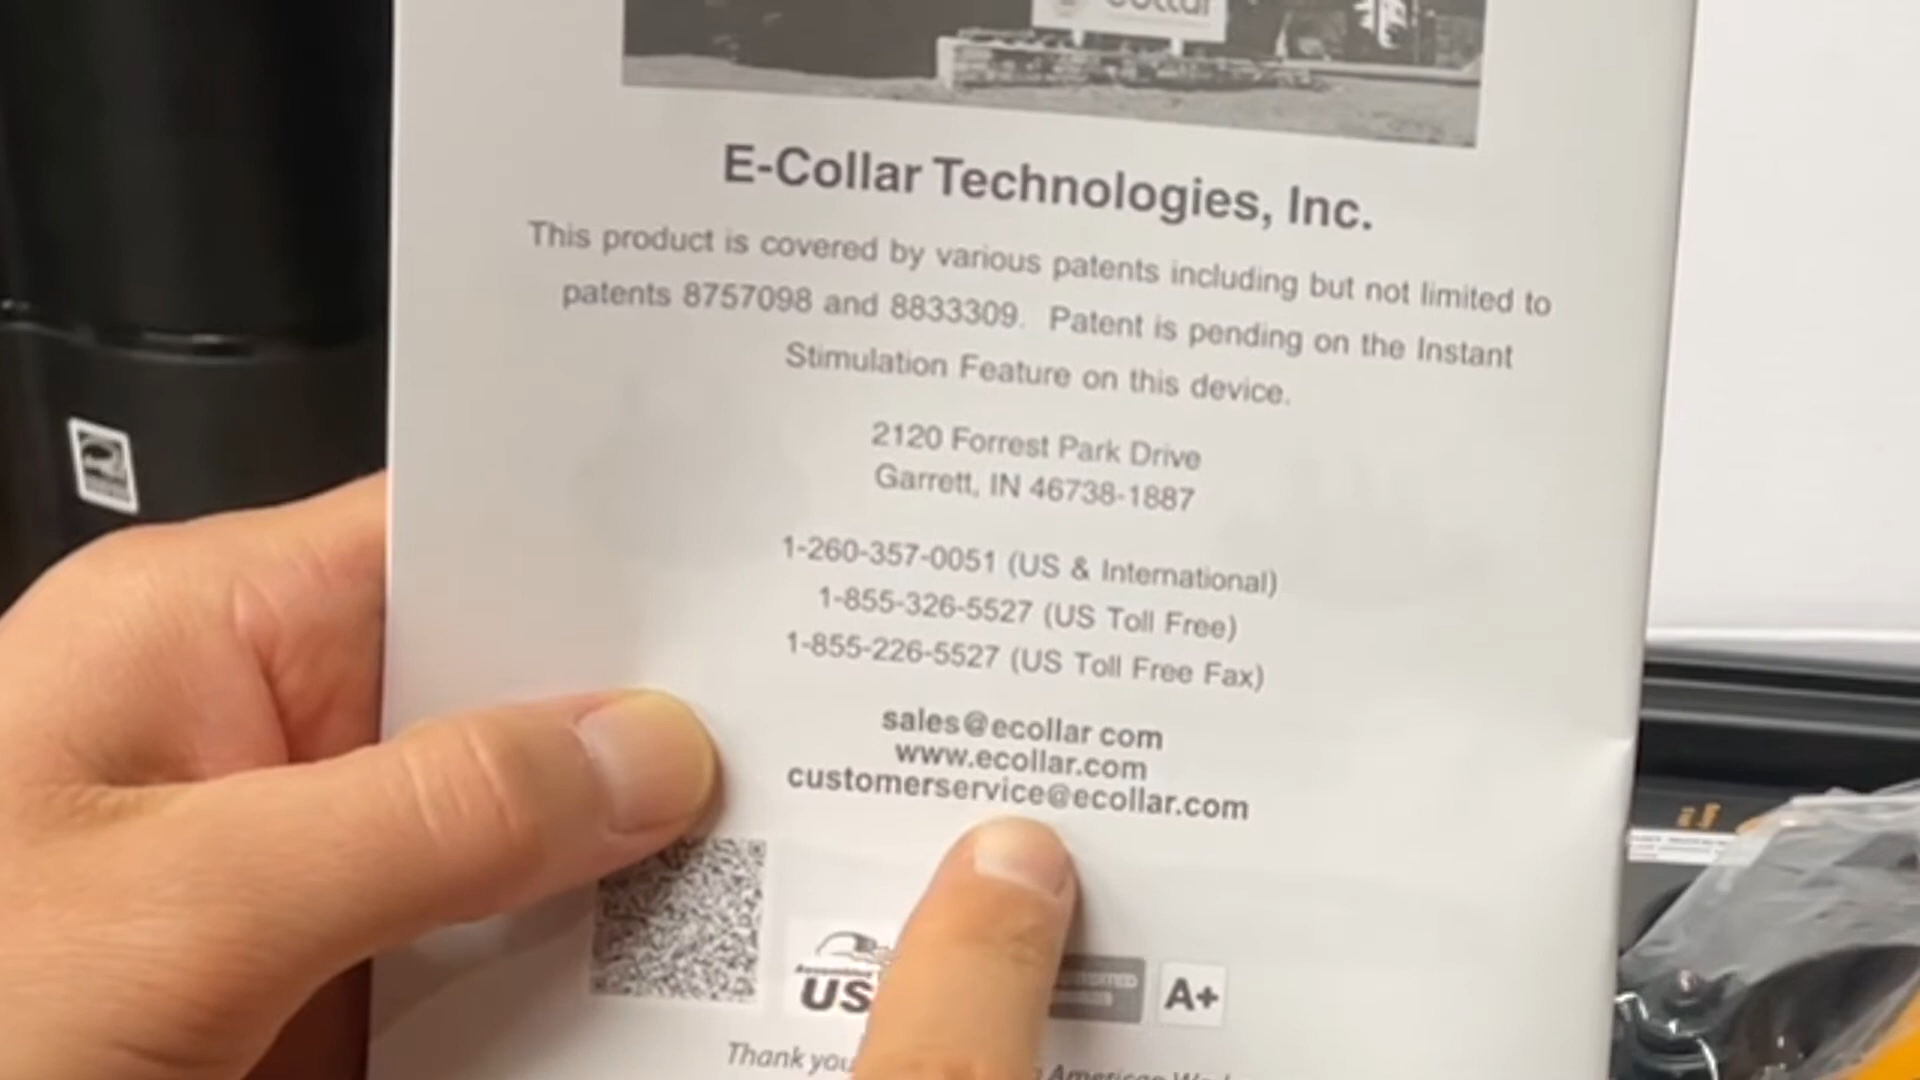 collar
E-Collar Technologies, Inc.
This product is covered by various patents including but not limited to
patents 8757098 and 8833309. Patent is pending on the Instant
Stimulation Feature on this device.
2120 Forrest Park Drive
Garrett, IN 46738-1887
1-260-357-0051 (US & International)
1-855-326-5527 (US Toll Free)
1-855-226-5527 (US Toll Free Fax)
sales@ecollar com
www.ecollar.com
customerservice@ecollar.com
Assembled
US
A+
Thank you American